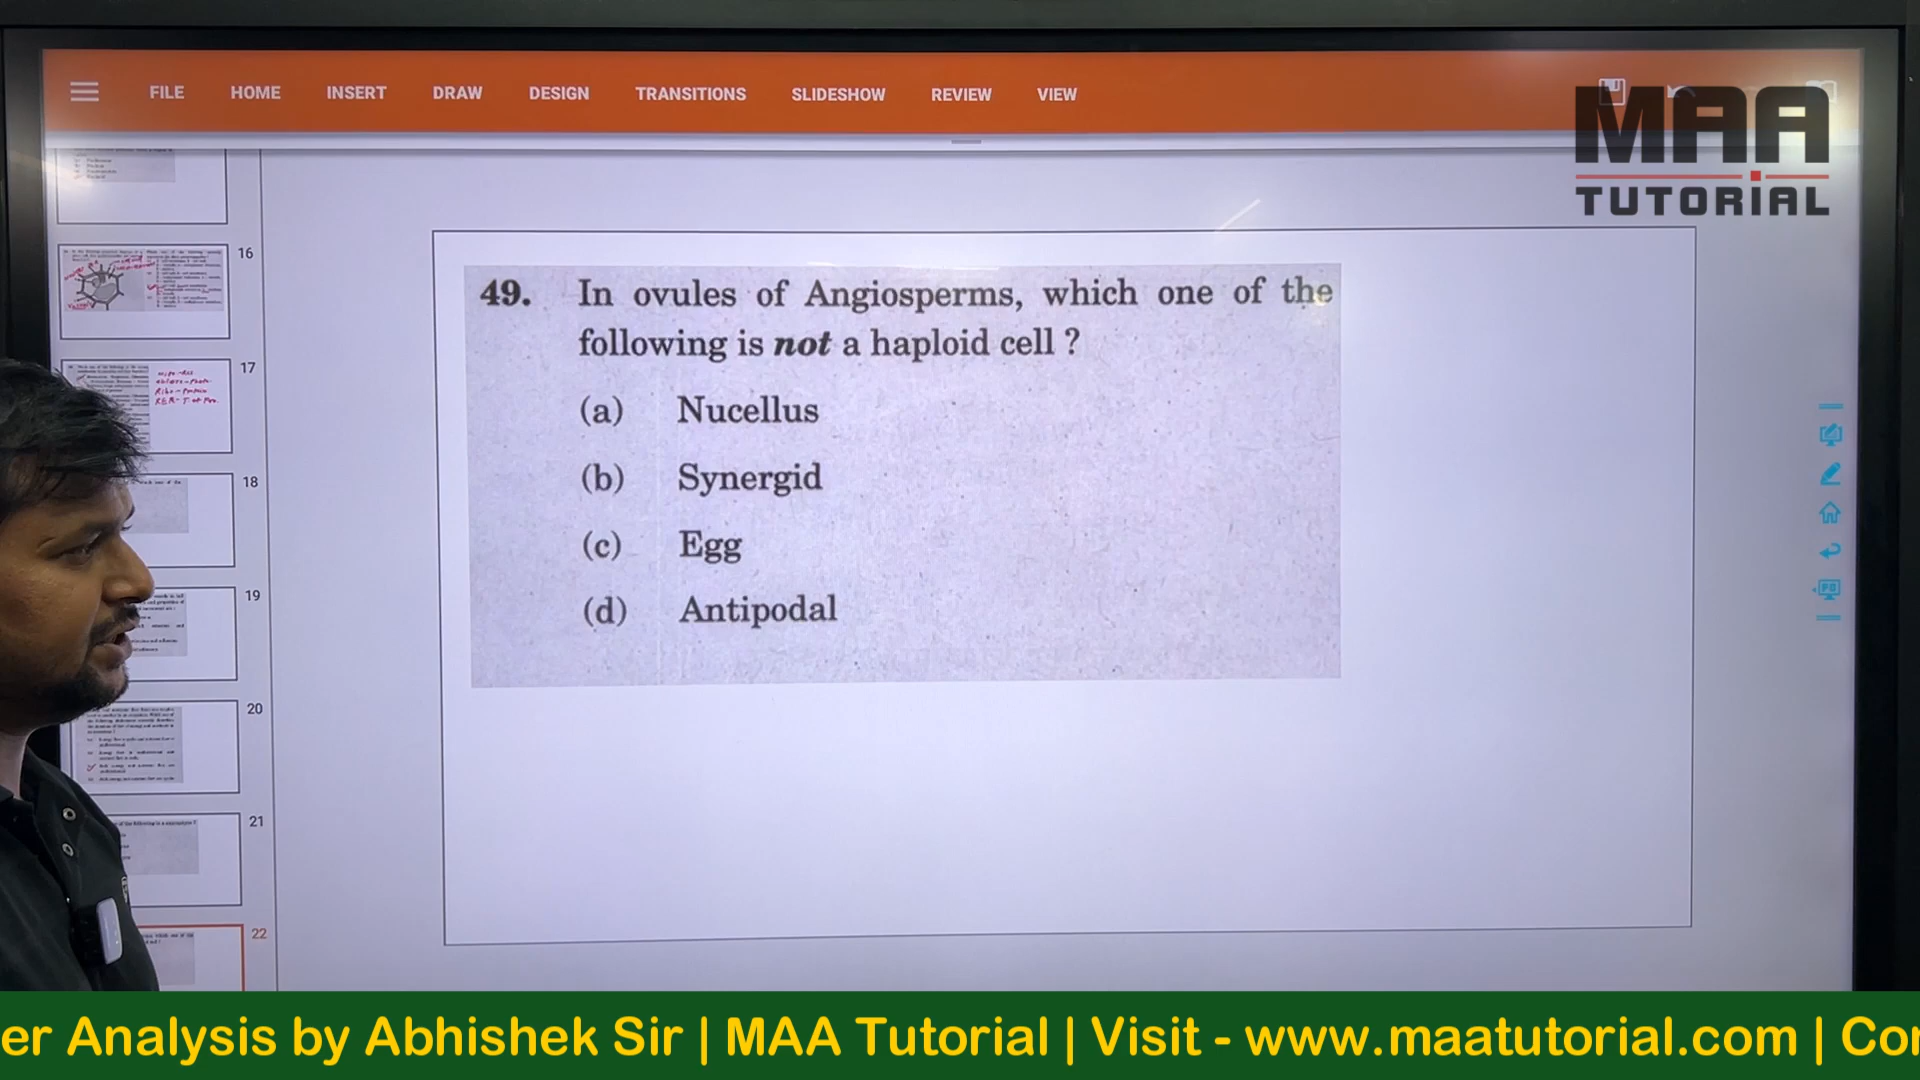 FILE HOME INSERT DRAW DESIGN TRANSITIONS SLIDESHOW REVIEW VIEW
MAA
TUTORiAL
16
17
18
19
20
21
22
49. In ovules of Angiosperms, which one of the
following is not a haploid cell ?
(a) Nucellus
(b) Synergid
(c) Egg
(d) Antipodal
er Analysis by Abhishek Sir | MAA Tutorial | Visit - www.maatutorial.com | Co